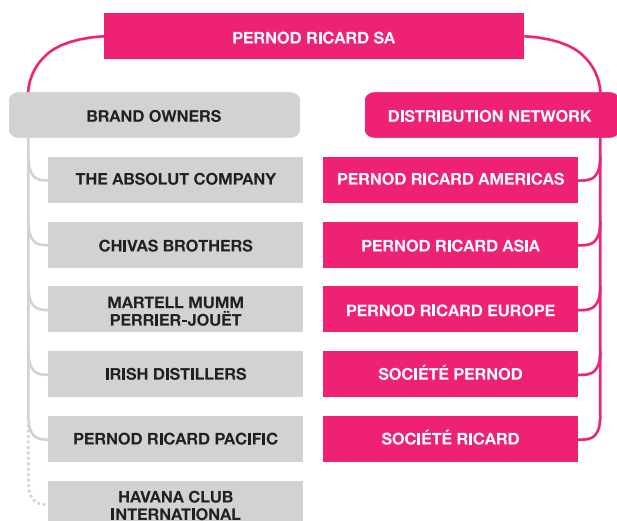 PERNOD RICARD SA
BRAND OWNERS
THE ABSOLUT COMPANY
CHIVAS BROTHERS
MARTELL MUMM
PERRIER-JOUËT
IRISH DISTILLERS
PERNOD RICARD PACIFIC
HAVANA CLUB
INTERNATIONAL
DISTRIBUTION NETWORK
PERNOD RICARD AMERICAS
PERNOD RICARD ASIA
PERNOD RICARD EUROPE
SOCIÉTÉ PERNOD
SOCIÉTÉ RICARD